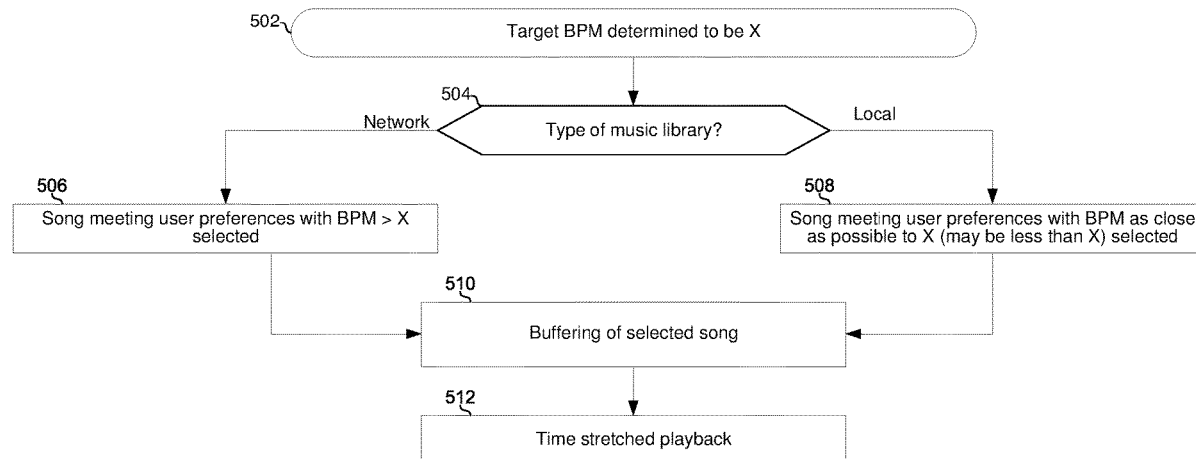 502
Target BPM determined to be X
504
Network
Type of music library?
Local
506
Song meeting user preferences with BPM > X
selected
508
Song meeting user preferences with BPM as close
as possible to X (may be less than X) selected
510
Buffering of selected song
512
Time stretched playback